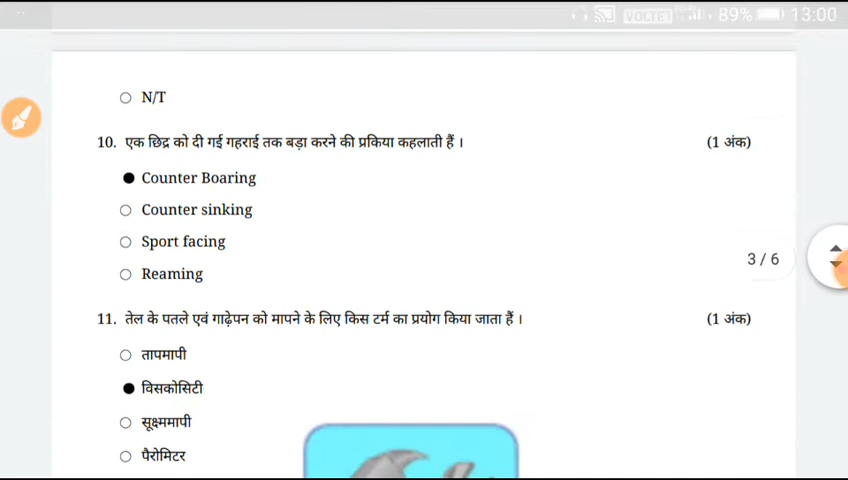 VOLTE 89% 13:00
N/T
10. एक छिद्र को दी गई गहराई तक बड़ा करने की प्रकिया कहलाती हैं । (1 अंक)
Counter Boaring
Counter sinking
Sport facing
3 / 6
Reaming
11. तेल के पतले एवं गाढ़ेपन को मापने के लिए किस टर्म का प्रयोग किया जाता हैं । (1 अंक)
तापमापी
विसकोसिटी
सूक्ष्ममापी
पैरोमिटर